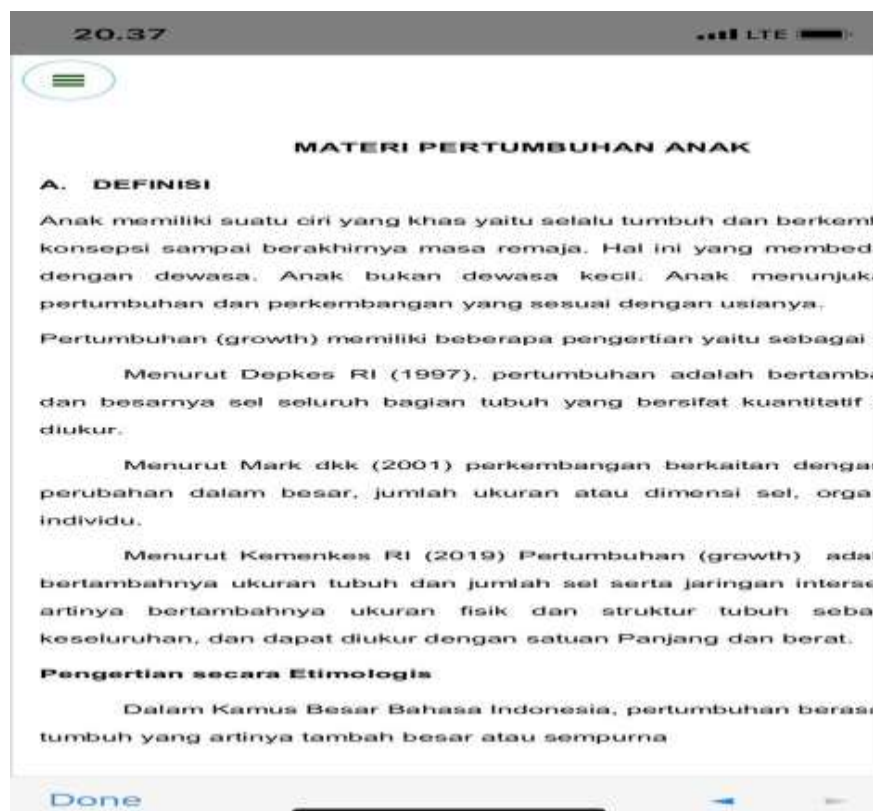 20.37
LTE
MATERI PERTUMBUHAN ANAK
A. DEFINISI
Anak memiliki suatu ciri yang khas yaitu selalu tumbuh dan berkem
konsepsi sampai berakhirnya masa remaja. Hal ini yang membed
dengan dewasa. Anak bukan dewasa kecil. Anak menunjuk
pertumbuhan dan perkembangan yang sesuai dengan usianya.
Pertumbuhan (growth) memiliki beberapa pengertian yaitu sebagai
Menurut Depkes RI (1997), pertumbuhan adalah bertamb
dan besarnya sel seluruh bagian tubuh yang bersifat kuantitatif
diukur.
Menurut Mark dkk (2001) perkembangan berkaitan denga
perubahan dalam besar, jumlah ukuran atau dimensi sel, orga
individu.
Menurut Kemenkes RI (2019) Pertumbuhan (growth) ada
bertambahnya ukuran tubuh dan jumlah sel serta jaringan interse
artinya bertambahnya ukuran fisik dan struktur tubuh seba
keseluruhan, dan dapat diukur dengan satuan Panjang dan berat.
Pengertian secara Etimologis
Dalam Kamus Besar Bahasa Indonesia, pertumbuhan beras
tumbuh yang artinya tambah besar atau sempurna
Done